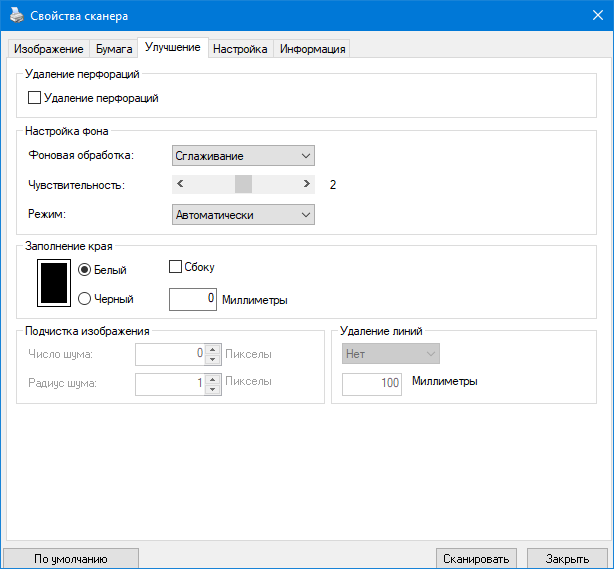 Свойства сканера
Изображение Бумага Улучшение Настройка Информация
Удаление перфораций
Удаление перфораций
Настройка фона
Фоновая обработка: Сглаживание
Чувствительность: 2
Режим: Автоматически
Заполнение края
Белый Сбоку
Черный 0 Миллиметры
Подчистка изображения
Число шума: 0 Пикселы
Радиус шума: 1 Пикселы
Удаление линий
Нет
100 Миллиметры
По умолчанию Сканировать Закрыть